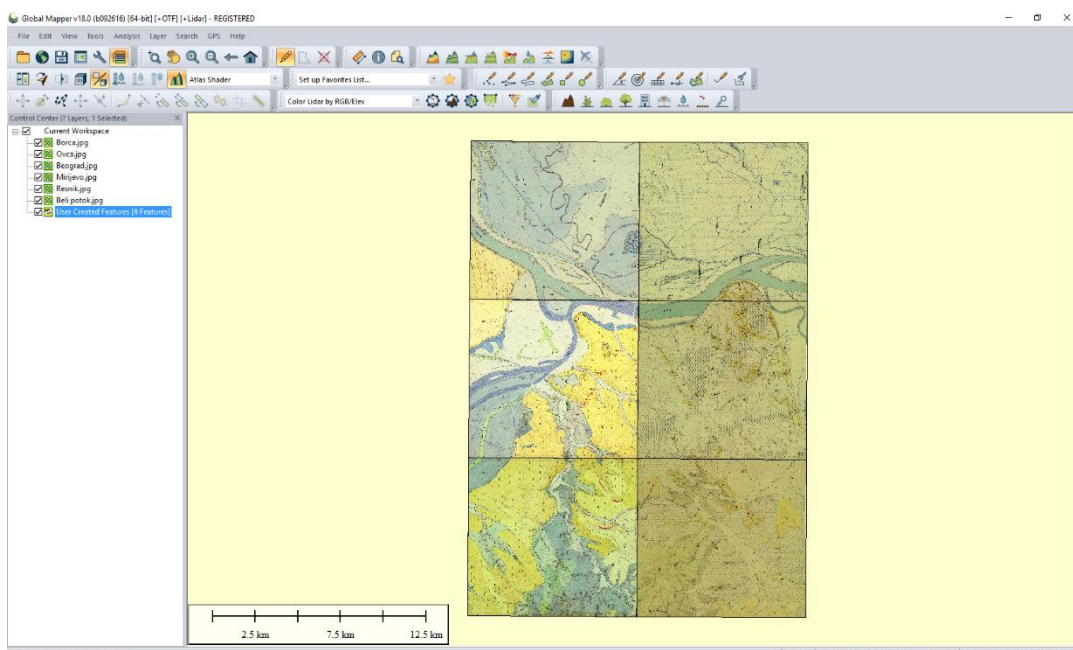 Global Mapper v18.0 (b092616) [64-bit] [+OTF] [+Lidar] - REGISTERED
File Edit View Tools Analysis Layer Search GPS Help
Atlas Shader
Set up Favorites List...
Color Lidar by RGB/Elev
Control Center (7 Layers, 1 Selected)
Current Workspace
Borca.jpg
Ovca.jpg
Beograd.jpg
Mirijevo.jpg
Resnik.jpg
Beli potok.jpg
User Created Features [6 Features]
2.5 km 7.5 km 12.5 km